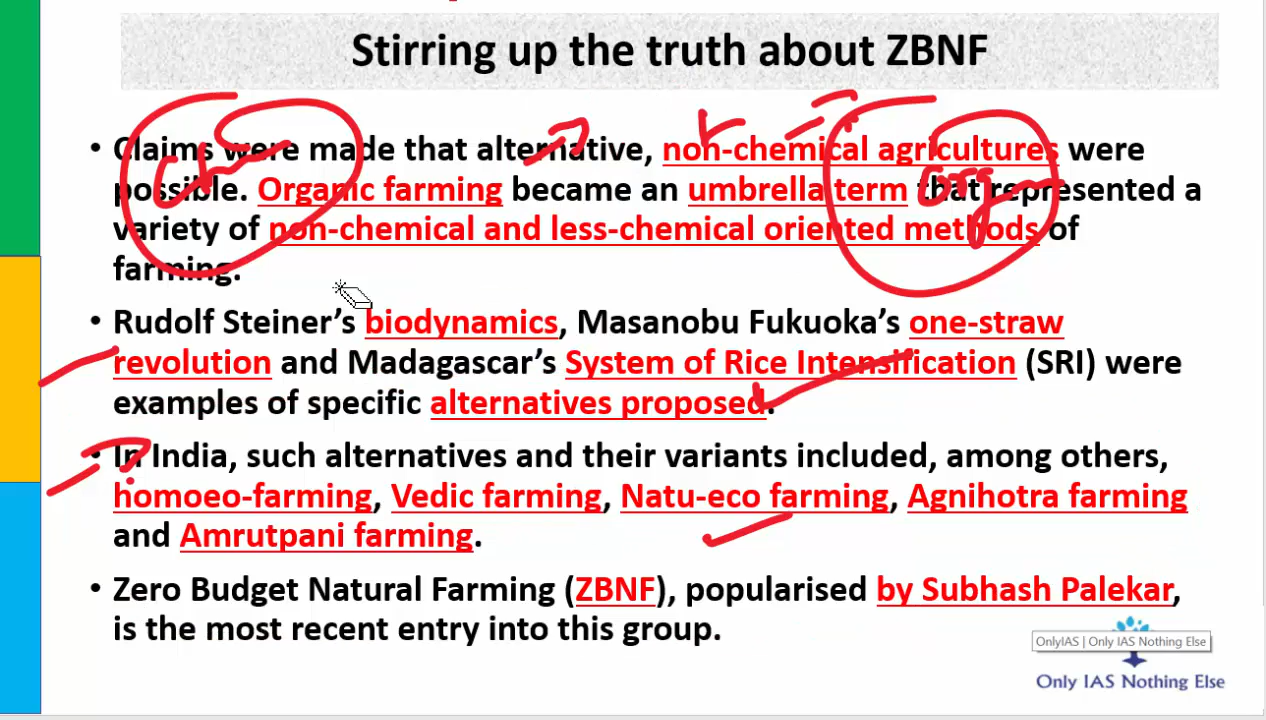 Stirring up the truth about ZBNF
• Claims were made that alternative, non-chemical agricultures were
possible. Organic farming became an umbrella term that represented a
variety of non-chemical and less-chemical oriented methods of
farming.
• Rudolf Steiner’s biodynamics, Masanobu Fukuoka’s one-straw
revolution and Madagascar’s System of Rice Intensification (SRI) were
examples of specific alternatives proposed.
• In India, such alternatives and their variants included, among others,
homoeo-farming, Vedic farming, Natu-eco farming, Agnihotra farming
and Amrutpani farming.
• Zero Budget Natural Farming (ZBNF), popularised by Subhash Palekar,
is the most recent entry into this group.
OnlyIAS | Only IAS Nothing Else
Only IAS Nothing Else